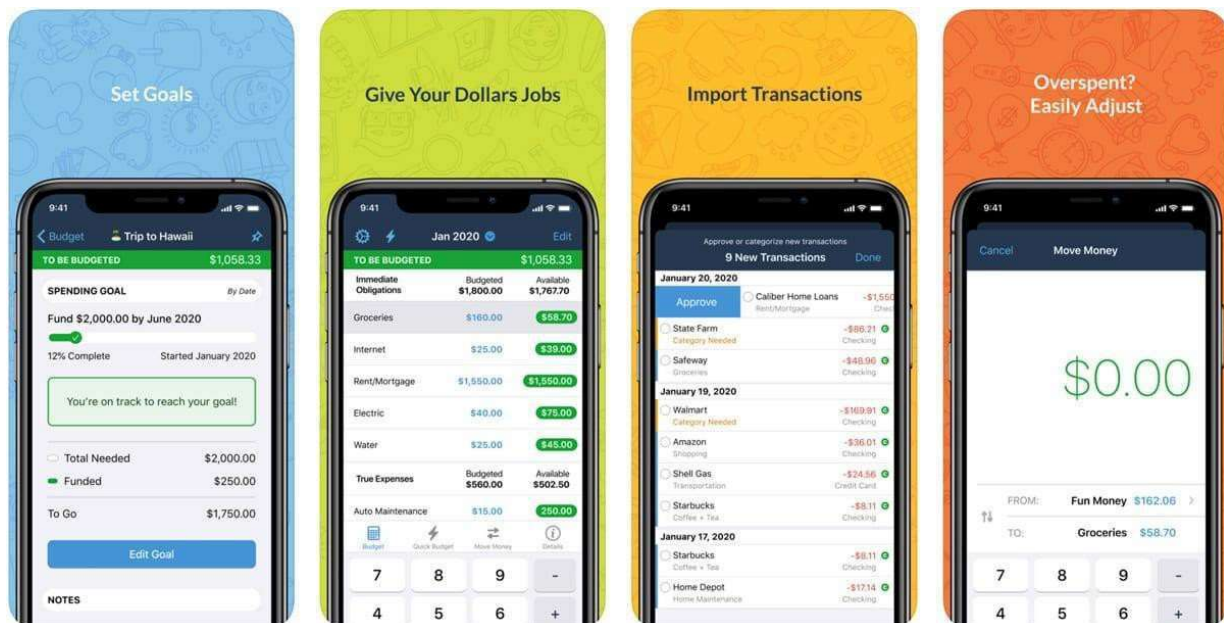 Set Goals
9:41
Budget Trip to Hawaii
TO BE BUDGETED $1,058.33
SPENDING GOAL By Date
Fund $2,000.00 by June 2020
12% Complete Started January 2020
You're on track to reach your goal!
Total Needed $2,000.00
Funded $250.00
To Go $1,750.00
Edit Goal
NOTES
Give Your Dollars Jobs
9:41
Jan 2020 Edit
TO BE BUDGETED $1,058.33
Immediate Obligations Budgeted Available
$1,800.00 $1,767.70
Groceries $160.00 $58.70
Internet $25.00 $39.00
Rent/Mortgage $1,550.00 $1,550.00
Electric $40.00 $75.00
Water $25.00 $45.00
True Expenses Budgeted Available
$560.00 $502.50
Auto Maintenance $15.00 250.00
Budget Quick Budget Move Money Details
7 8 9 -
4 5 6 +
Import Transactions
9:41
Approve or categorize new transactions
9 New Transactions Done
January 20, 2020
Approve Caliber Home Loans -$1,550
Rent/Mortgage Chec
State Farm -$86.21
Category Needed Checking
Safeway -$48.96
Groceries Checking
January 19, 2020
Walmart -$169.91
Category Needed Checking
Amazon -$36.01
Shopping Checking
Shell Gas -$24.56
Transportation Credit Card
Starbucks -$8.11
Coffee + Tea Checking
January 17, 2020
Starbucks -$8.11
Coffee + Tea Checking
Home Depot -$17.14
Home Maintenance Checking
Overspent?
Easily Adjust
9:41
Cancel Move Money
$0.00
FROM: Fun Money $162.06
TO: Groceries $58.70
7 8 9 -
4 5 6 +